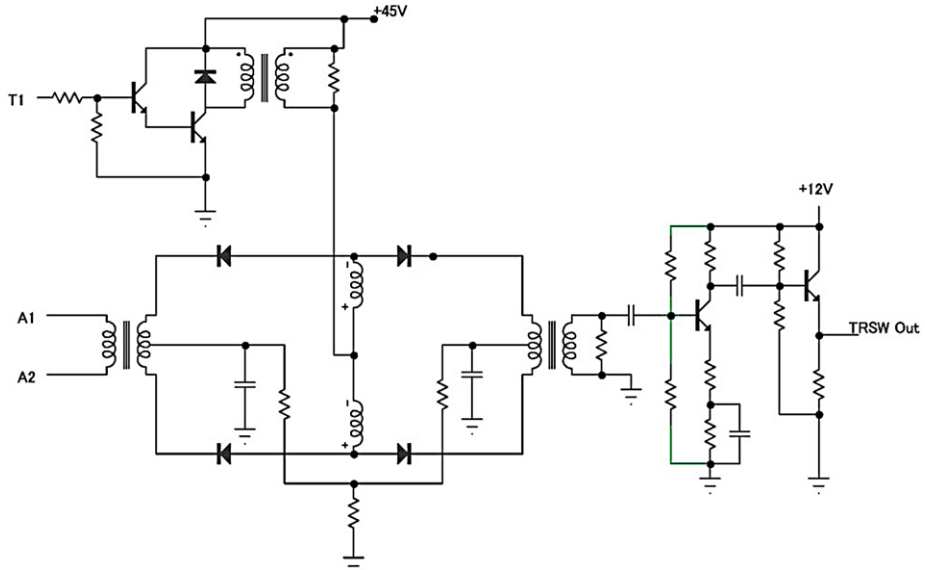 +45V
T1
+12V
A1
TRSW Out
A2
-
+
-
+